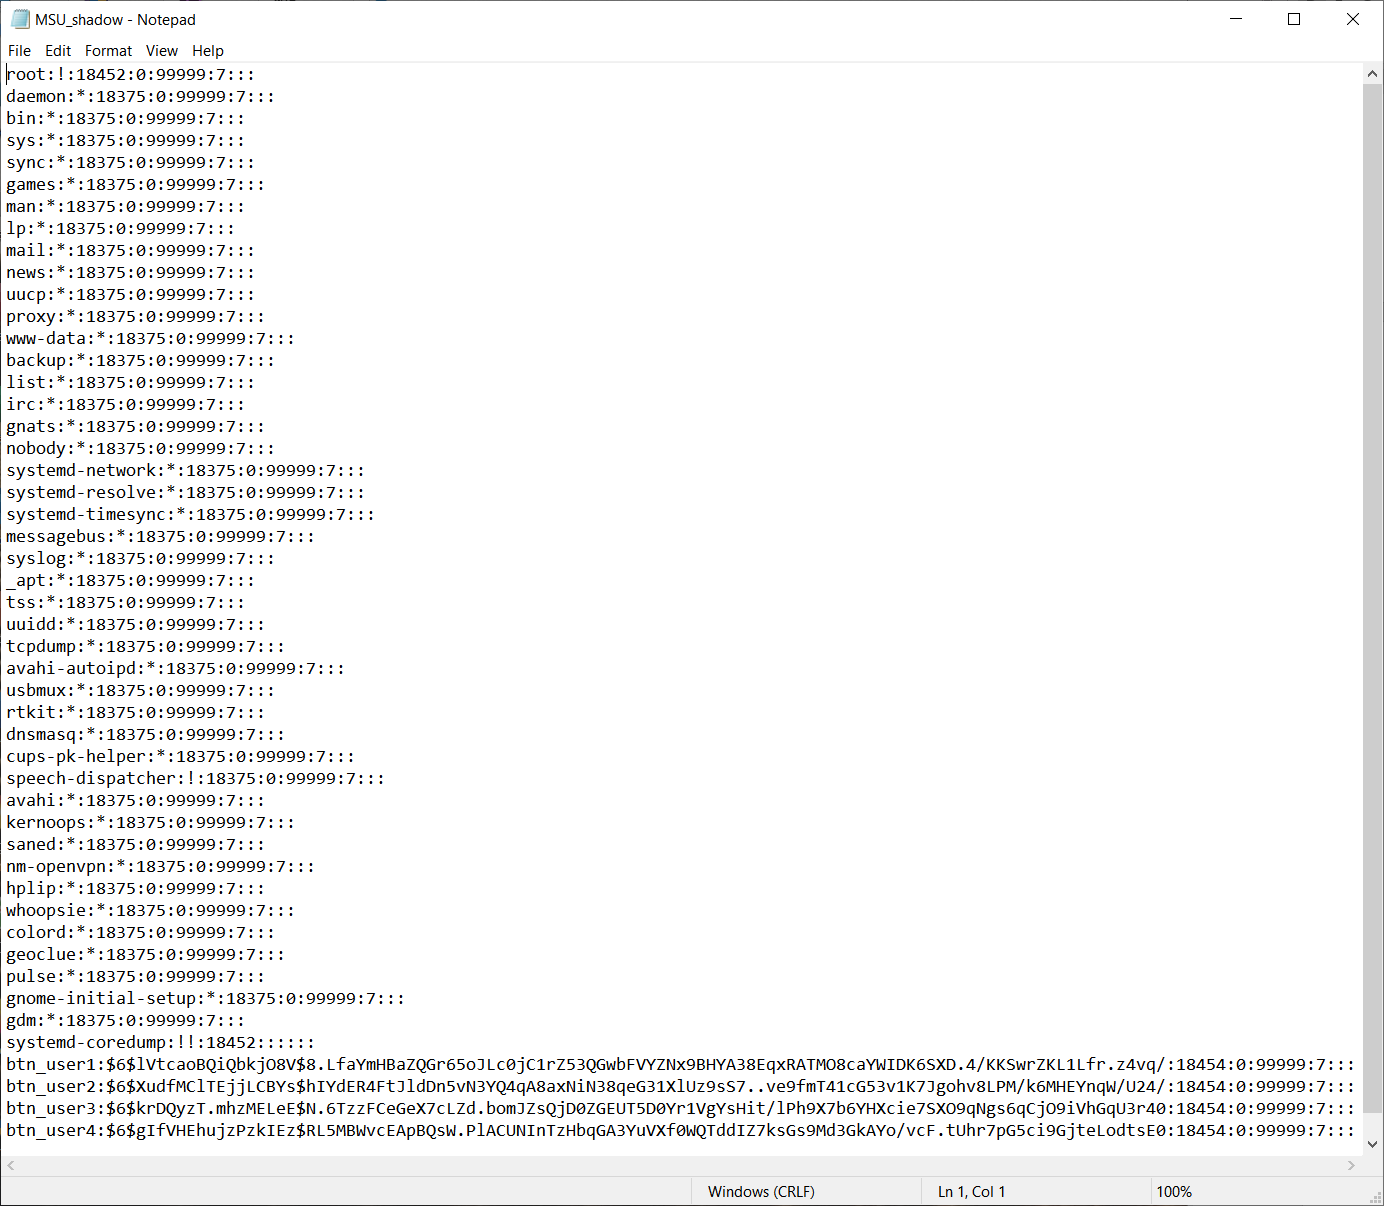 MSU_shadow - Notepad
File Edit Format View Help
root:!:18452:0:99999:7:::
daemon:*:18375:0:99999:7:::
bin:*:18375:0:99999:7:::
sys:*:18375:0:99999:7:::
sync:*:18375:0:99999:7:::
games:*:18375:0:99999:7:::
man:*:18375:0:99999:7:::
lp:*:18375:0:99999:7:::
mail:*:18375:0:99999:7:::
news:*:18375:0:99999:7:::
uucp:*:18375:0:99999:7:::
proxy:*:18375:0:99999:7:::
www-data:*:18375:0:99999:7:::
backup:*:18375:0:99999:7:::
list:*:18375:0:99999:7:::
irc:*:18375:0:99999:7:::
gnats:*:18375:0:99999:7:::
nobody:*:18375:0:99999:7:::
systemd-network:*:18375:0:99999:7:::
systemd-resolve:*:18375:0:99999:7:::
systemd-timesync:*:18375:0:99999:7:::
messagebus:*:18375:0:99999:7:::
syslog:*:18375:0:99999:7:::
_apt:*:18375:0:99999:7:::
tss:*:18375:0:99999:7:::
uuidd:*:18375:0:99999:7:::
tcpdump:*:18375:0:99999:7:::
avahi-autoipd:*:18375:0:99999:7:::
usbmux:*:18375:0:99999:7:::
rtkit:*:18375:0:99999:7:::
dnsmasq:*:18375:0:99999:7:::
cups-pk-helper:*:18375:0:99999:7:::
speech-dispatcher:!:18375:0:99999:7:::
avahi:*:18375:0:99999:7:::
kernoops:*:18375:0:99999:7:::
saned:*:18375:0:99999:7:::
nm-openvpn:*:18375:0:99999:7:::
hplip:*:18375:0:99999:7:::
whoopsie:*:18375:0:99999:7:::
colord:*:18375:0:99999:7:::
geoclue:*:18375:0:99999:7:::
pulse:*:18375:0:99999:7:::
gnome-initial-setup:*:18375:0:99999:7:::
gdm:*:18375:0:99999:7:::
systemd-coredump:!!:18452::::::
btn_user1:$6$lVtcaoBQiQbkjO8V$8.LfaYmHBaZQGr65oJLc0jC1rZ53QGwbFVYZNx9BHYA38EqxRATMO8caYWIDK6SXD.4/KKSwrZKL1Lfr.z4vq/:18454:0:99999:7:::
btn_user2:$6$XudfMClTEjjLCBYs$hIYdER4FtJldDn5vN3YQ4qA8axNiN38qeG31XlUz9sS7..ve9fmT41cG53v1K7Jgohv8LPM/k6MHEYnqW/U24/:18454:0:99999:7:::
btn_user3:$6$krDQyzT.mhzMELeE$N.6TzzFCeGeX7cLZd.bomJZsQjD0ZGEUT5D0Yr1VgYsHit/lPh9X7b6YHXcie7SXO9qNgs6qCjO9iVhGqU3r40:18454:0:99999:7:::
btn_user4:$6$gIfVHEhujzPzkIEz$RL5MBWvcEApBQsW.PlACUNInTzHbqGA3YuVXf0WQTddIZ7ksGs9Md3GkAYo/vcF.tUhr7pG5ci9GjteLodtsE0:18454:0:99999:7:::
Windows (CRLF) Ln 1, Col 1 100%